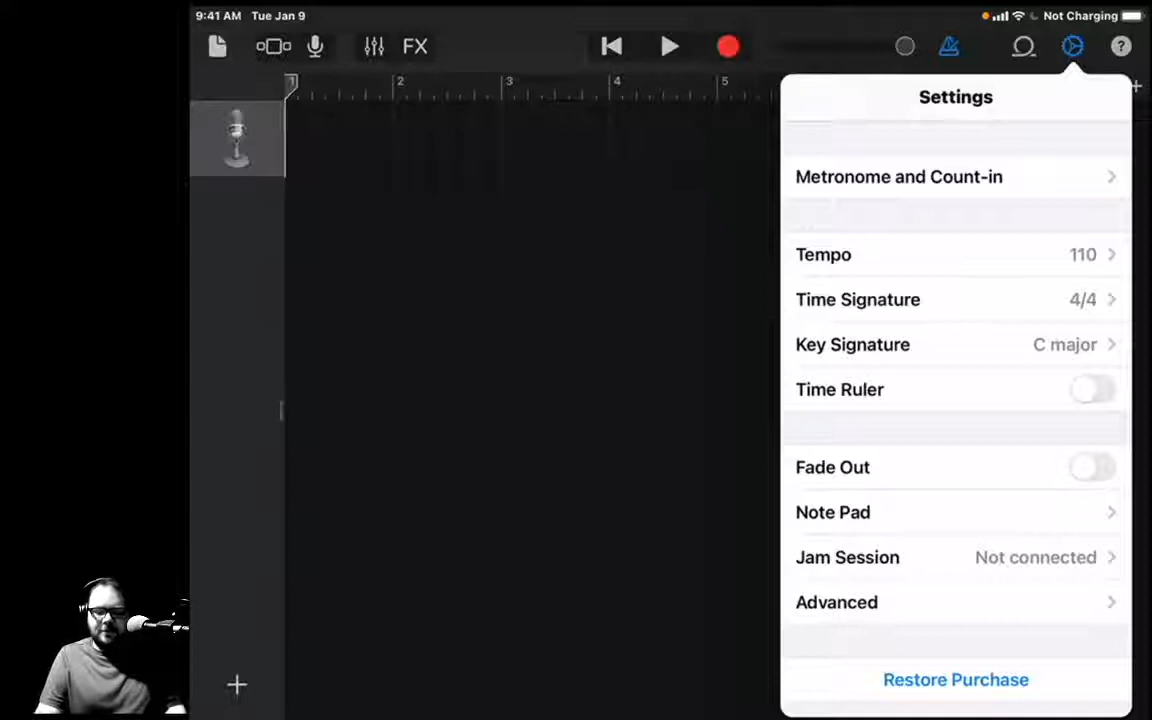 9:41 AM Tue Jan 9
Not Charging
FX
?
1 2 3 4 5
Settings
Metronome and Count-in
Tempo 110
Time Signature 4/4
Key Signature C major
Time Ruler
Fade Out
Note Pad
Jam Session Not connected
Advanced
Restore Purchase